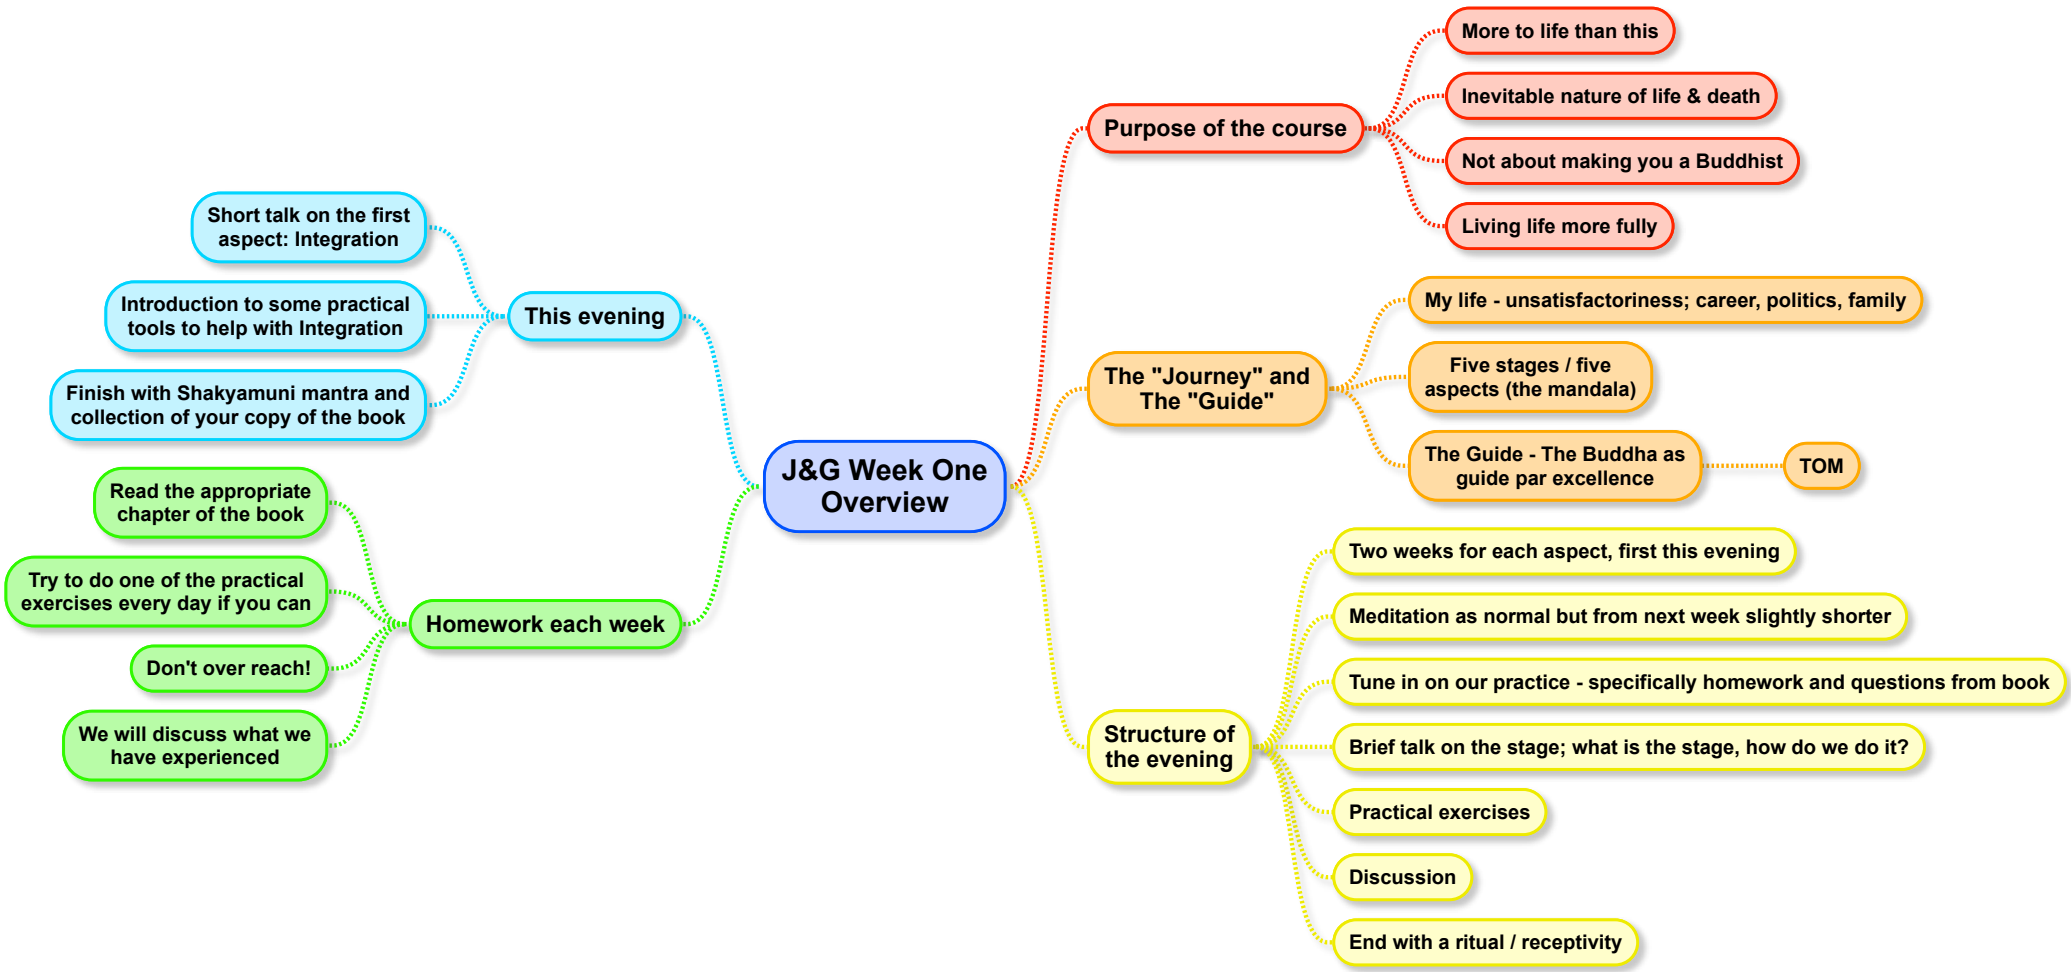 J&G Week One
Overview
Purpose of the course
More to life than this
Inevitable nature of life & death
Not about making you a Buddhist
Living life more fully
The "Journey" and
The "Guide"
My life - unsatisfactoriness; career, politics, family
Five stages / five
aspects (the mandala)
The Guide - The Buddha as
guide par excellence
TOM
Structure of
the evening
Two weeks for each aspect, first this evening
Meditation as normal but from next week slightly shorter
Tune in on our practice - specifically homework and questions from book
Brief talk on the stage; what is the stage, how do we do it?
Practical exercises
Discussion
End with a ritual / receptivity
This evening
Short talk on the first
aspect: Integration
Introduction to some practical
tools to help with Integration
Finish with Shakyamuni mantra and
collection of your copy of the book
Homework each week
Read the appropriate
chapter of the book
Try to do one of the practical
exercises every day if you can
Don't over reach!
We will discuss what we
have experienced